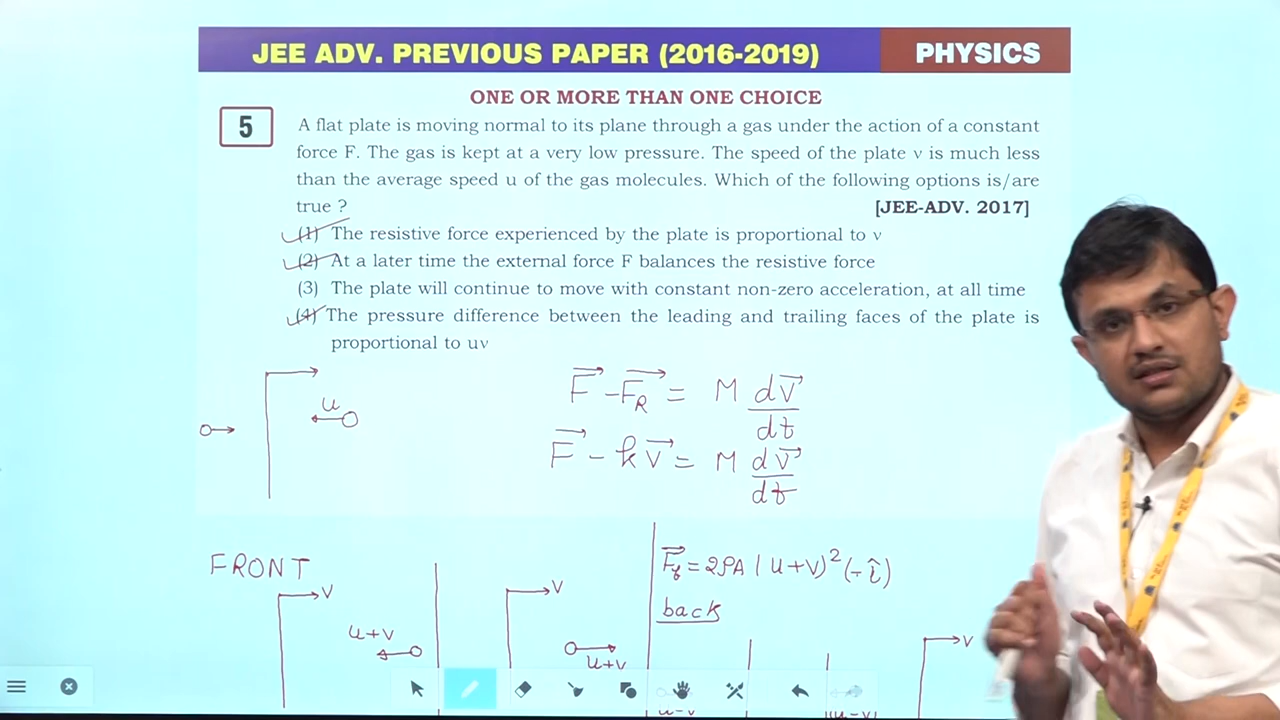 JEE ADV. PREVIOUS PAPER (2016-2019)
PHYSICS
ONE OR MORE THAN ONE CHOICE
5
A flat plate is moving normal to its plane through a gas under the action of a constant
force F. The gas is kept at a very low pressure. The speed of the plate v is much less
than the average speed u of the gas molecules. Which of the following options is/are
true ?
[JEE-ADV. 2017]
(1) The resistive force experienced by the plate is proportional to v
(2) At a later time the external force F balances the resistive force
(3) The plate will continue to move with constant non-zero acceleration, at all time
(4) The pressure difference between the leading and trailing faces of the plate is
proportional to uv
u
F⃗ - F⃗_R = M dv⃗/dt
F⃗ - kv⃗ = M dv⃗/dt
FRONT
v
u+v
v
u+v
F⃗_f = 2ρA(u+v)²(-î)
back
v
u-v
(u-v)